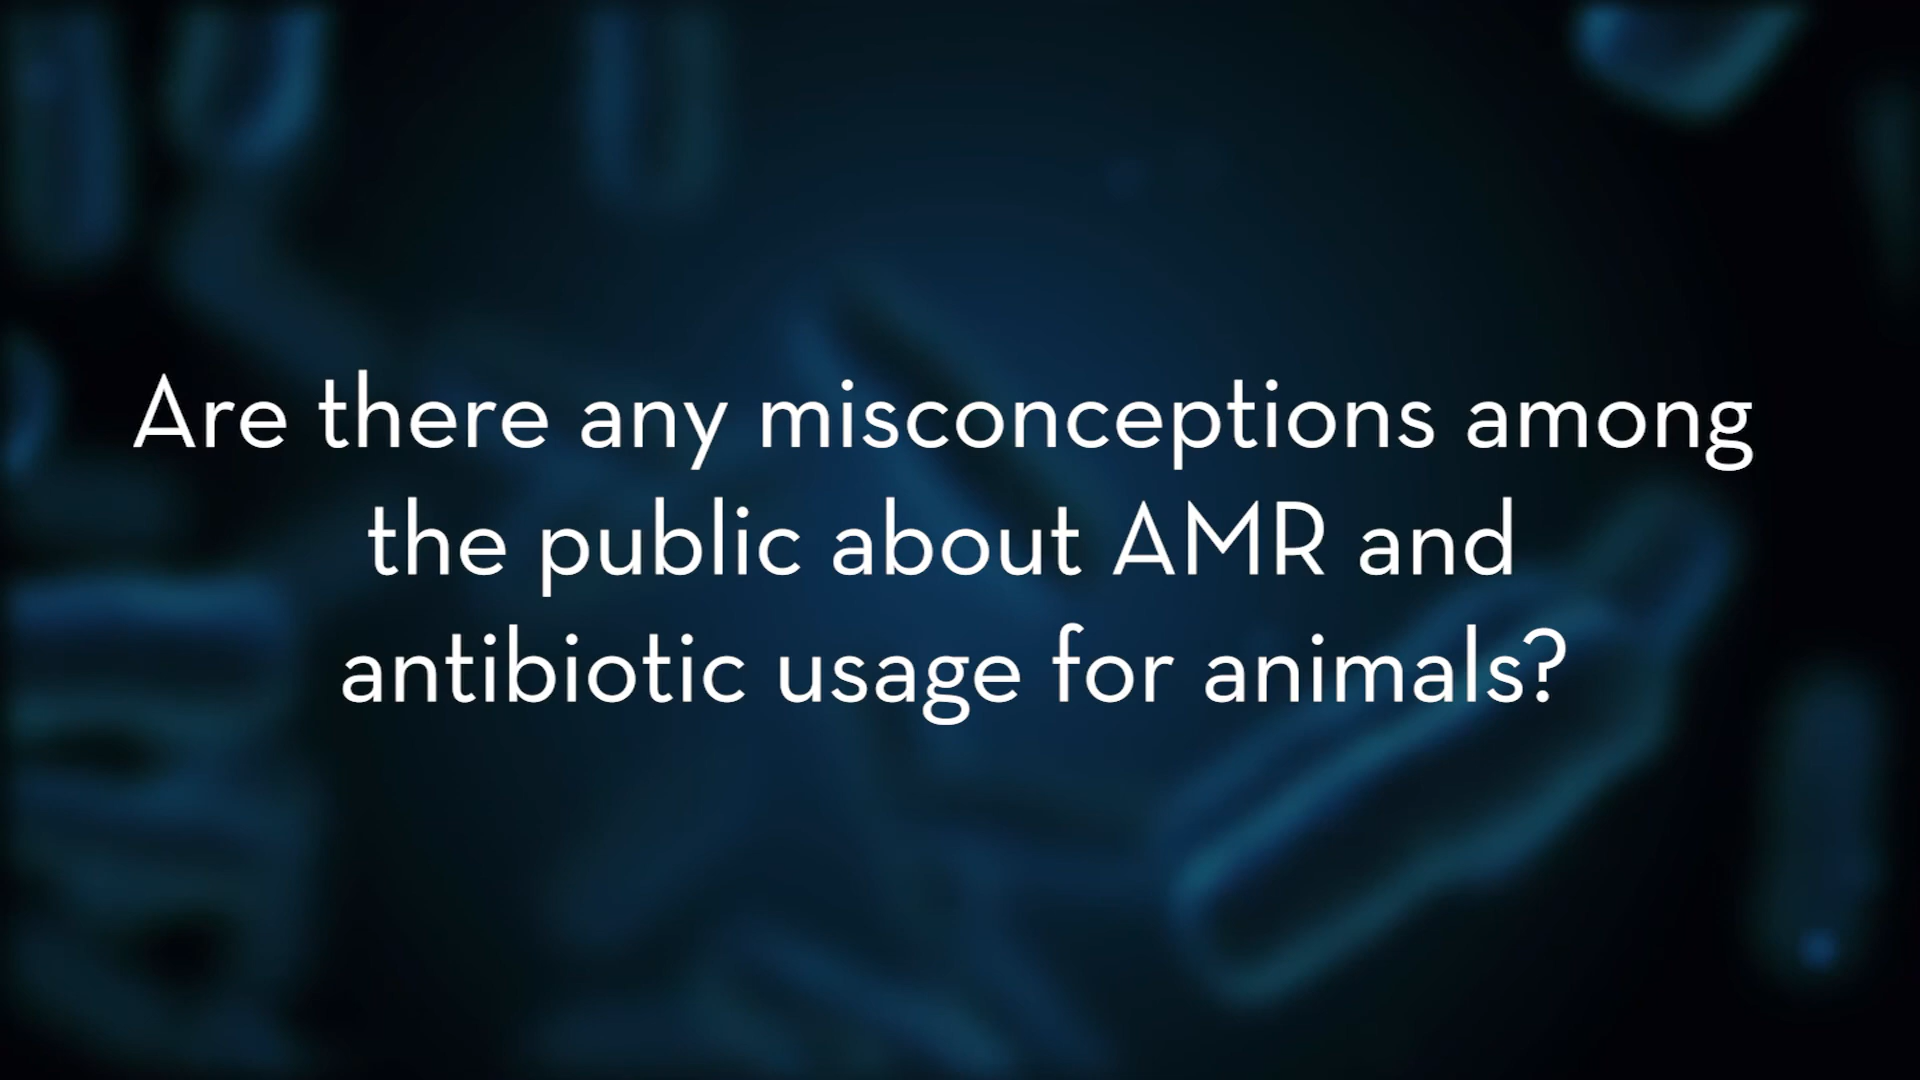 Are there any misconceptions among
the public about AMR and
antibiotic usage for animals?